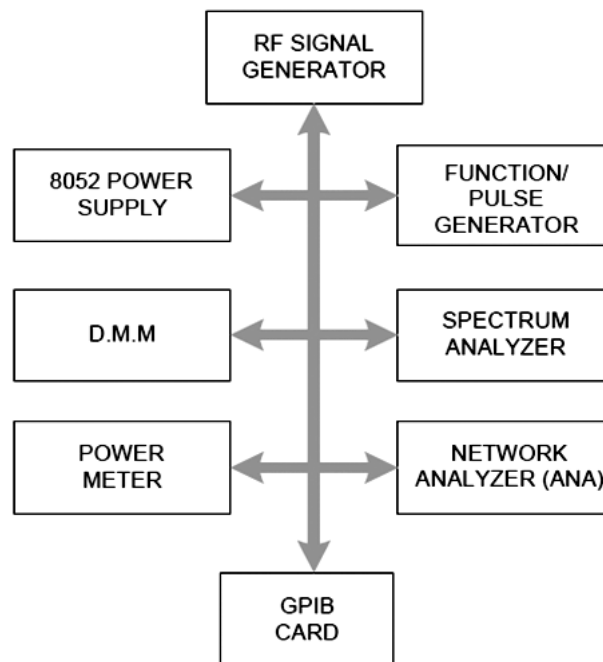 RF SIGNAL
GENERATOR
8052 POWER
SUPPLY
FUNCTION/
PULSE
GENERATOR
D.M.M
SPECTRUM
ANALYZER
POWER
METER
NETWORK
ANALYZER (ANA)
GPIB
CARD